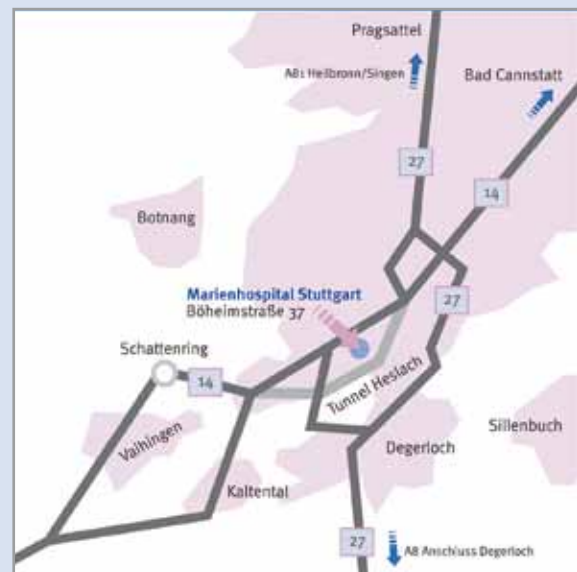 Pragsattel
A81 Heilbronn/Singen
Bad Cannstatt
27
14
Botnang
27
Marienhospital Stuttgart
Böheimstraße 37
Schattenring
14
Tunnel Heslach
Vaihingen
Sillenbuch
Degerloch
Kaltental
27
A8 Anschluss Degerloch